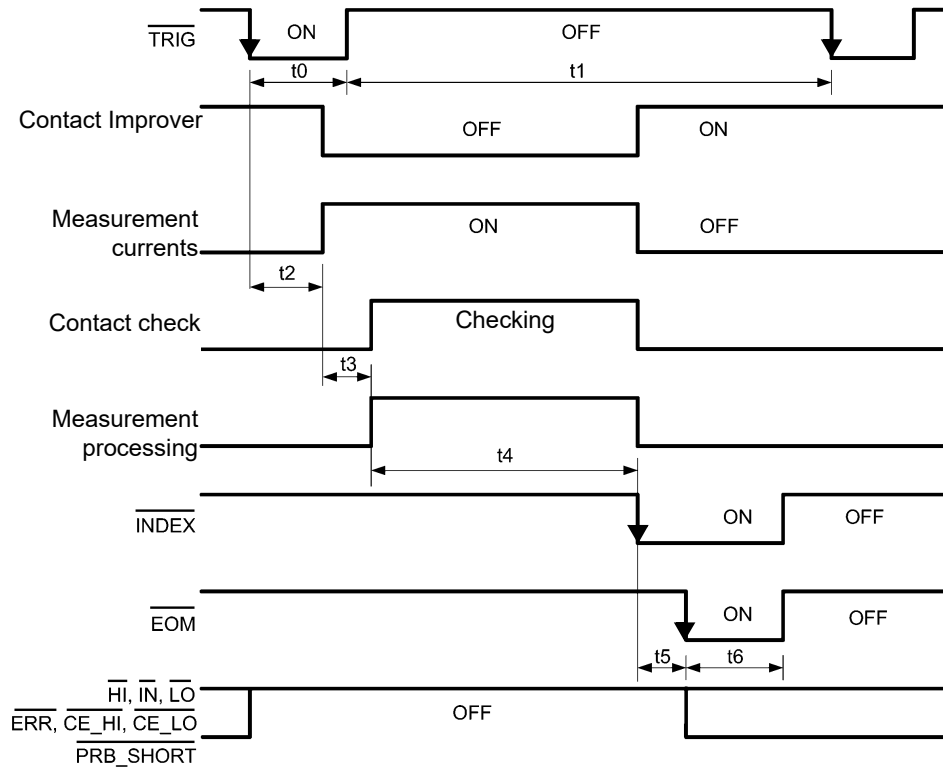 TRIG ON OFF
t0 t1
Contact Improver OFF ON
Measurement
currents ON OFF
t2
Contact check Checking
t3
Measurement
processing
t4
INDEX ON OFF
EOM ON OFF
t5 t6
HI, IN, LO
ERR, CE_HI, CE_LO OFF
PRB_SHORT